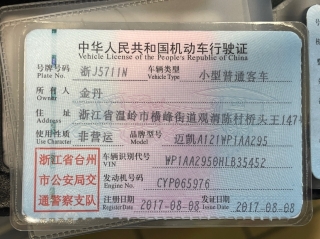 中华人民共和国机动车行驶证
Vehicle License of the People's Republic of China
号牌号码 浙J5711N 车辆类型 小型普通客车
Plate No. Vehicle Type
所有人 金丹
Owner
住址 浙江省温岭市横峰街道观岙陈村桥头王147号
Address
使用性质 非营运 品牌型号 迈凯A121WP1AA295
Use Character Model
浙江省台州 车辆识别代号
市公安局交 VIN
通警察支队 发动机号码 CYP065976
Engine No.
注册日期 2017-08-08 发证日期 2017-08-08
Register Date Issue Date